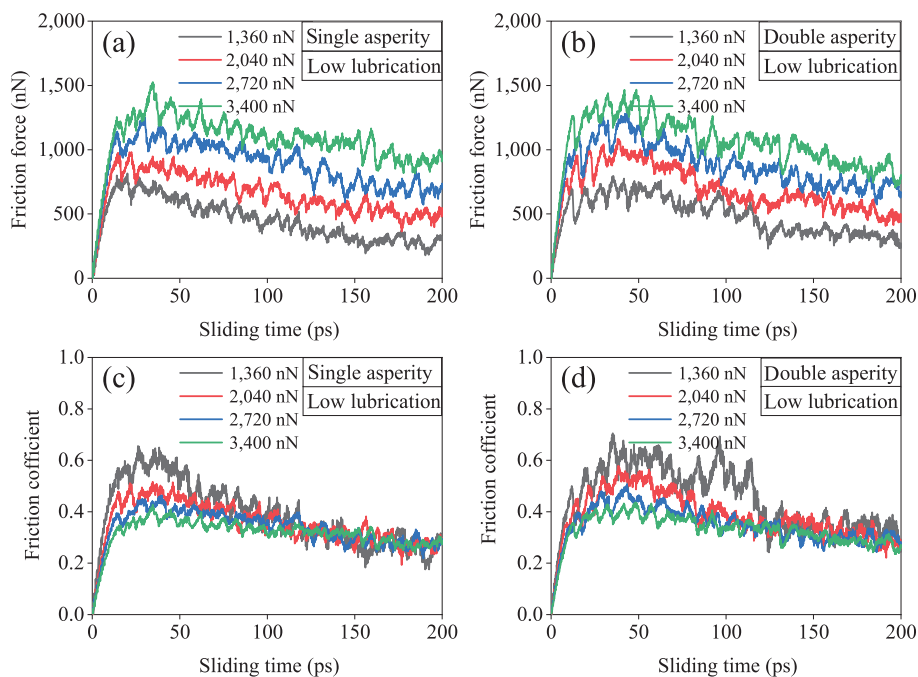 2,000
1,500
1,000
500
0
Friction force (nN)
(a)
1,360 nN
2,040 nN
2,720 nN
3,400 nN
Single asperity
Low lubrication
0 50 100 150 200
Sliding time (ps)
2,000
1,500
1,000
500
0
Friction force (nN)
(b)
1,360 nN
2,040 nN
2,720 nN
3,400 nN
Double asperity
Low lubrication
0 50 100 150 200
Sliding time (ps)
1.0
0.8
0.6
0.4
0.2
0.0
Friction cofficient
(c)
1,360 nN
2,040 nN
2,720 nN
3,400 nN
Single asperity
Low lubrication
0 50 100 150 200
Sliding time (ps)
1.0
0.8
0.6
0.4
0.2
0.0
Friction cofficient
(d)
1,360 nN
2,040 nN
2,720 nN
3,400 nN
Double asperity
Low lubrication
0 50 100 150 200
Sliding time (ps)